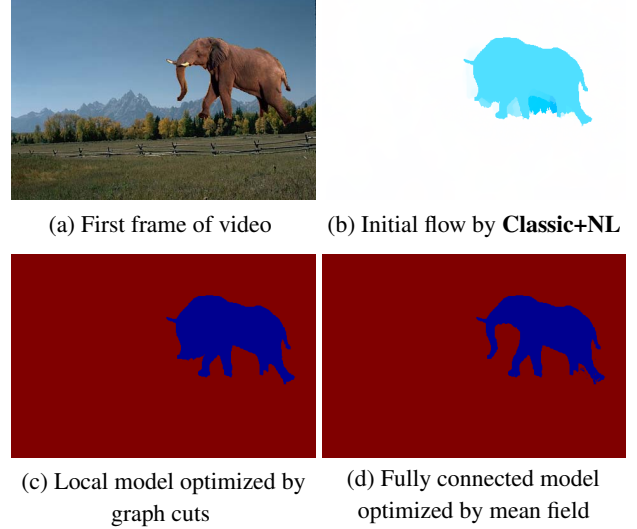 (a) First frame of video
(b) Initial flow by Classic+NL
(c) Local model optimized by
graph cuts
(d) Fully connected model
optimized by mean field